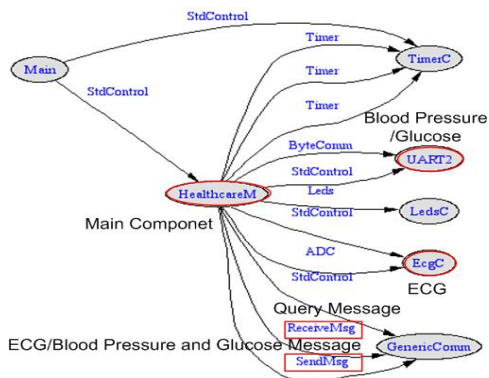 StdControl
Timer
Main
TimerC
Timer
StdControl
Timer
Blood Pressure
/Glucose
ByteComm
UART2
StdControl
HealthcareM
Leds
LedsC
Main Componet
StdControl
ADC
EcgC
StdControl
ECG
Query Message
ReceiveMsg
ECG/Blood Pressure and Glucose Message
GenericComm
SendMsg
StdControl